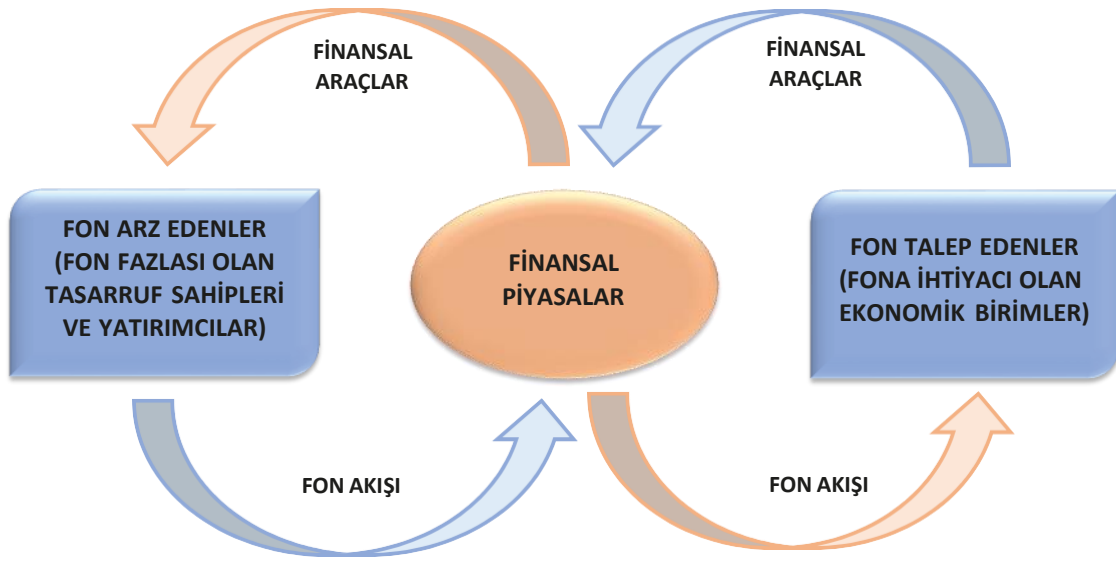 FİNANSAL
ARAÇLAR
FİNANSAL
ARAÇLAR
FON ARZ EDENLER
(FON FAZLASI OLAN
TASARRUF SAHİPLERİ
VE YATIRIMCILAR)
FİNANSAL
PİYASALAR
FON TALEP EDENLER
(FONA İHTİYACI OLAN
EKONOMİK BİRİMLER)
FON AKIŞI
FON AKIŞI